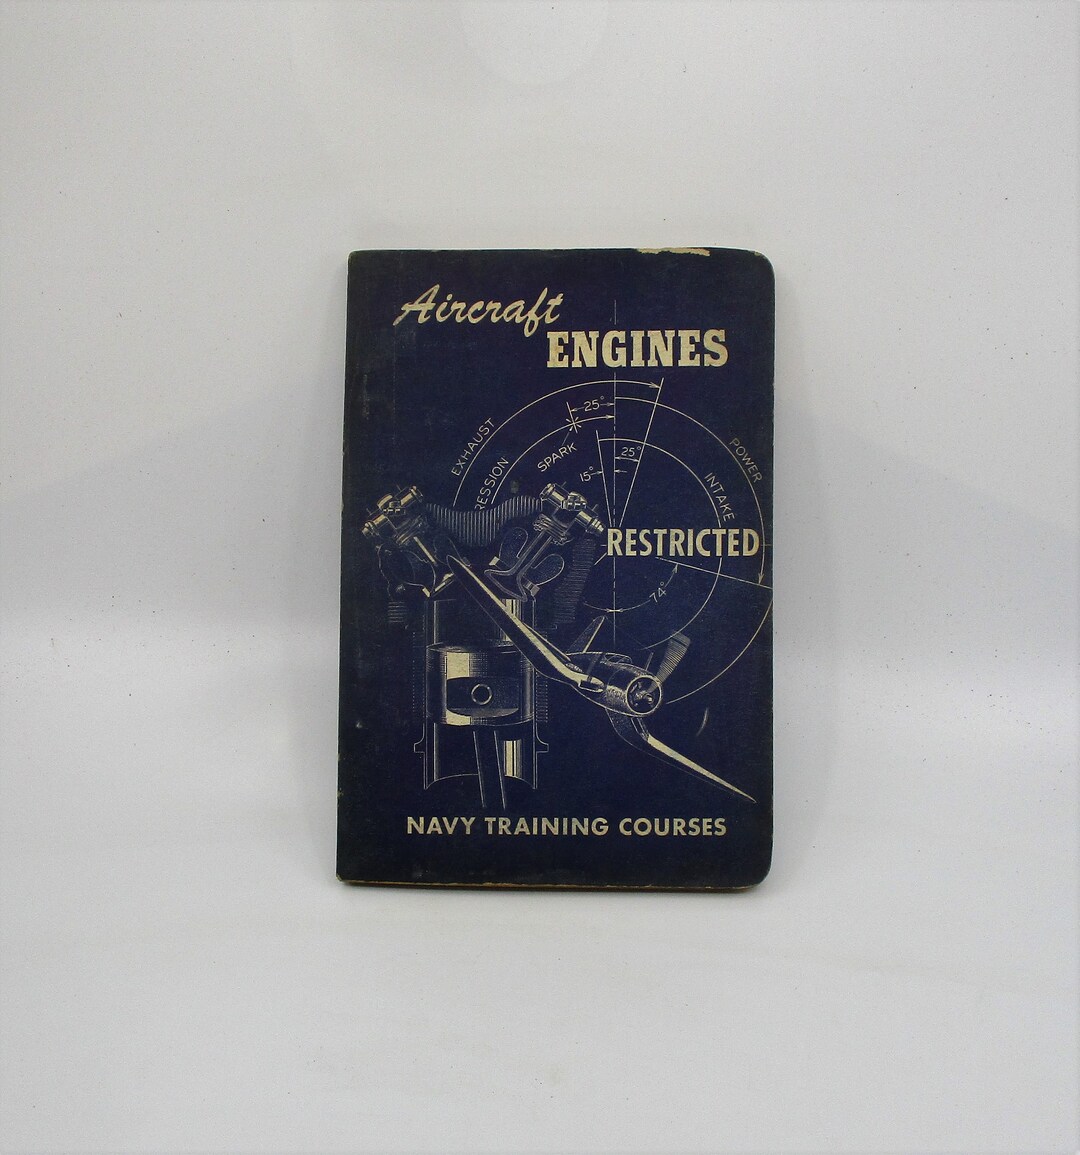 Aircraft
ENGINES
25°
EXHAUST
SPARK
25°
POWER
RESSION
15°
INTAKE
RESTRICTED
74°
NAVY TRAINING COURSES